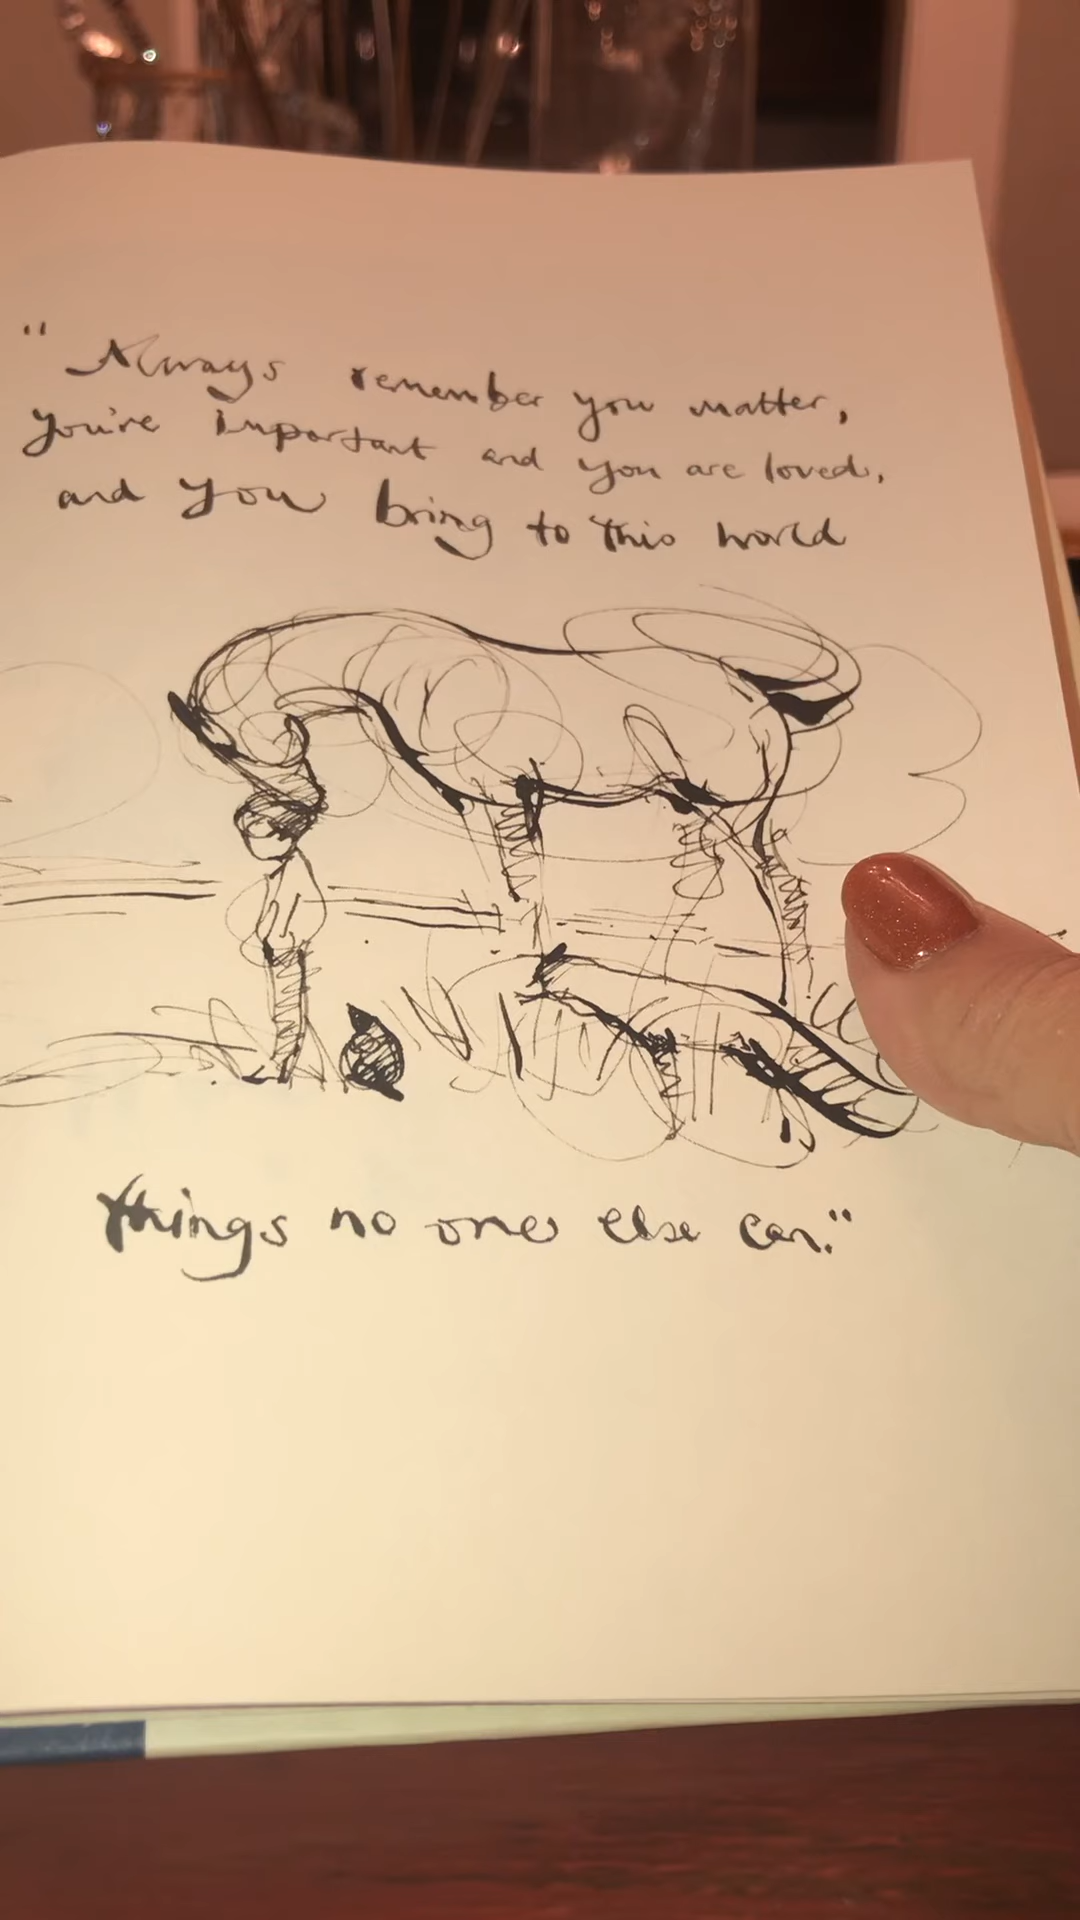 "Always remember you matter,
you're important and you are loved,
and you bring to this world
things no one else can."